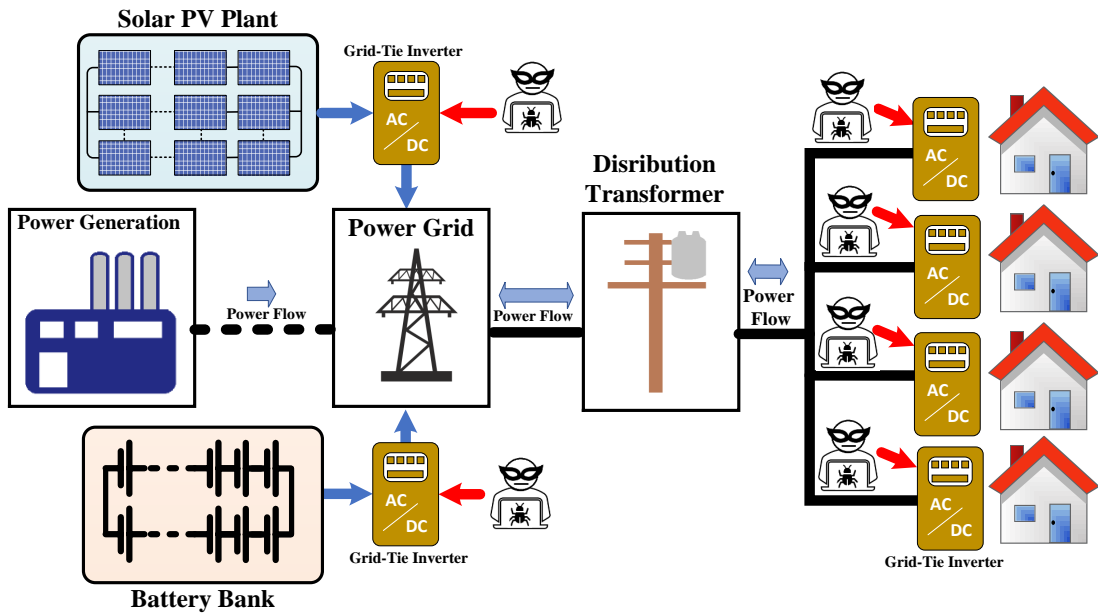 Solar PV Plant
Grid-Tie Inverter
AC
DC
Power Generation
Power Flow
Power Grid
Power Flow
Disribution
Transformer
Power
Flow
AC
DC
AC
DC
AC
DC
AC
DC
Grid-Tie Inverter
AC
DC
Grid-Tie Inverter
Battery Bank